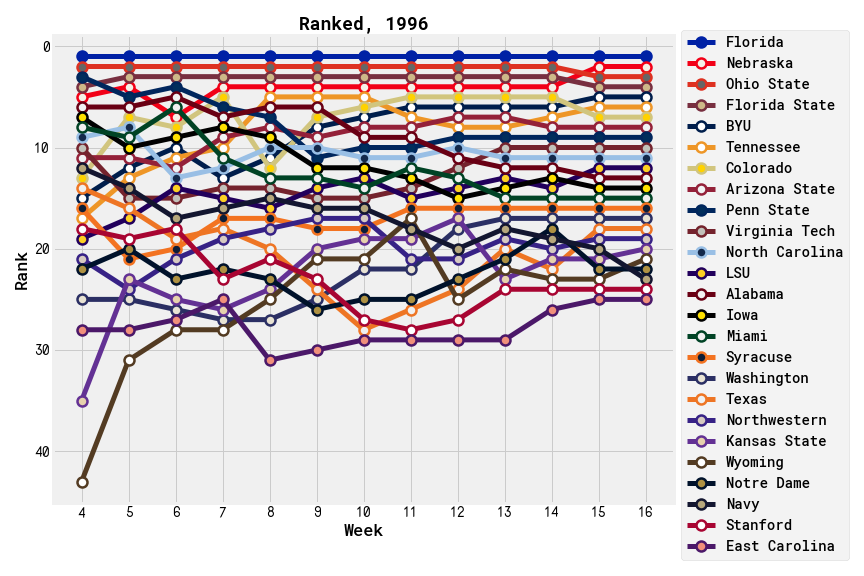 Ranked, 1996
0
10
20
30
40
Rank
4 5 6 7 8 9 10 11 12 13 14 15 16
Week
Florida
Nebraska
Ohio State
Florida State
BYU
Tennessee
Colorado
Arizona State
Penn State
Virginia Tech
North Carolina
LSU
Alabama
Iowa
Miami
Syracuse
Washington
Texas
Northwestern
Kansas State
Wyoming
Notre Dame
Navy
Stanford
East Carolina